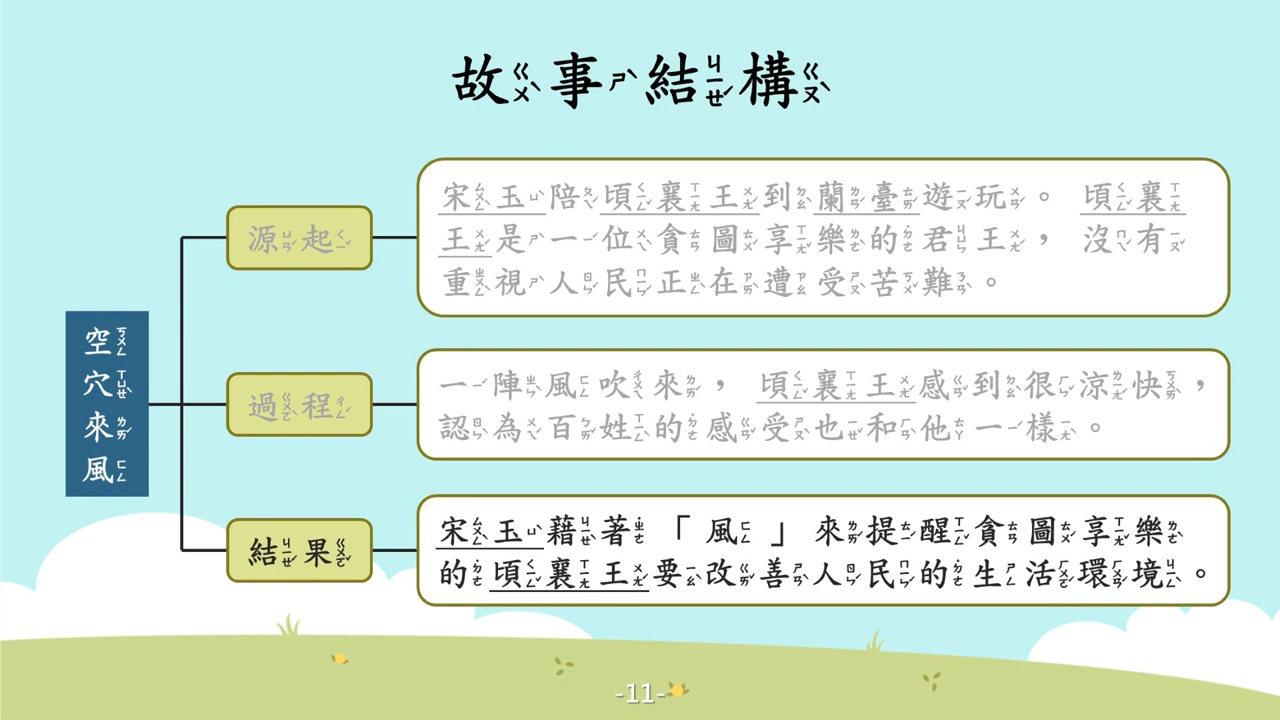 故事結構
空穴來風
源起
宋玉陪頃襄王到蘭臺遊玩。頃襄
王是一位貪圖享樂的君王，沒有
重視人民正在遭受苦難。
過程
一陣風吹來，頃襄王感到很涼快，
認為百姓的感受也和他一樣。
結果
宋玉藉著「風」來提醒貪圖享樂
的頃襄王要改善人民的生活環境。
-11-